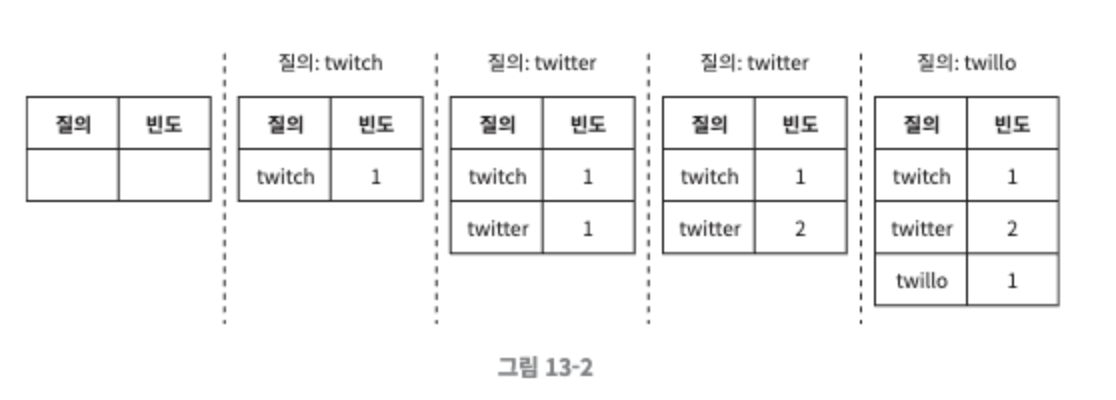 질의: twitch 질의: twitter 질의: twitter 질의: twillo
질의 빈도 질의 빈도 질의 빈도 질의 빈도 질의 빈도
twitch 1 twitch 1 twitch 1 twitch 1
twitter 1 twitter 2 twitter 2
twillo 1
그림 13-2